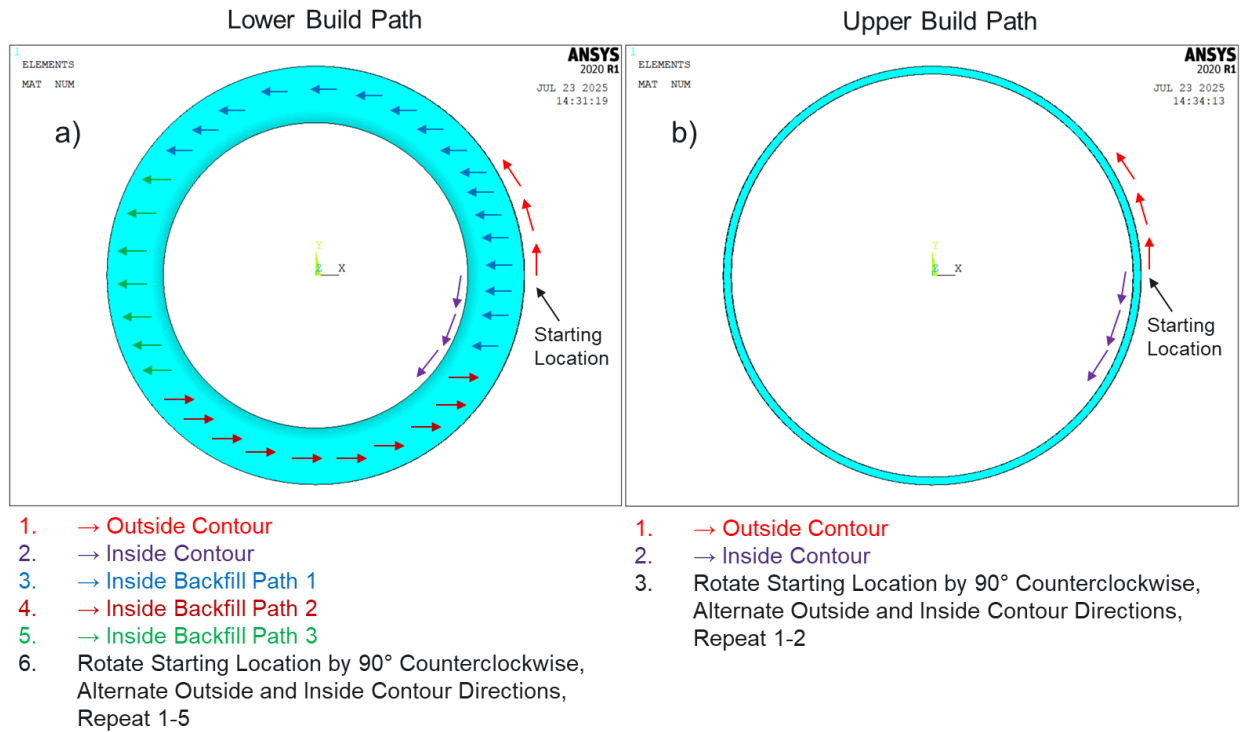 Lower Build Path
Upper Build Path
1
ELEMENTS
MAT NUM
ANSYS
2020 R1
JUL 23 2025
14:31:19
a)
Y
Z X
Starting
Location
1
ELEMENTS
MAT NUM
ANSYS
2020 R1
JUL 23 2025
14:34:13
b)
Y
Z X
Starting
Location
1. → Outside Contour
2. → Inside Contour
3. → Inside Backfill Path 1
4. → Inside Backfill Path 2
5. → Inside Backfill Path 3
6. Rotate Starting Location by 90° Counterclockwise,
Alternate Outside and Inside Contour Directions,
Repeat 1-5
1. → Outside Contour
2. → Inside Contour
3. Rotate Starting Location by 90° Counterclockwise,
Alternate Outside and Inside Contour Directions,
Repeat 1-2